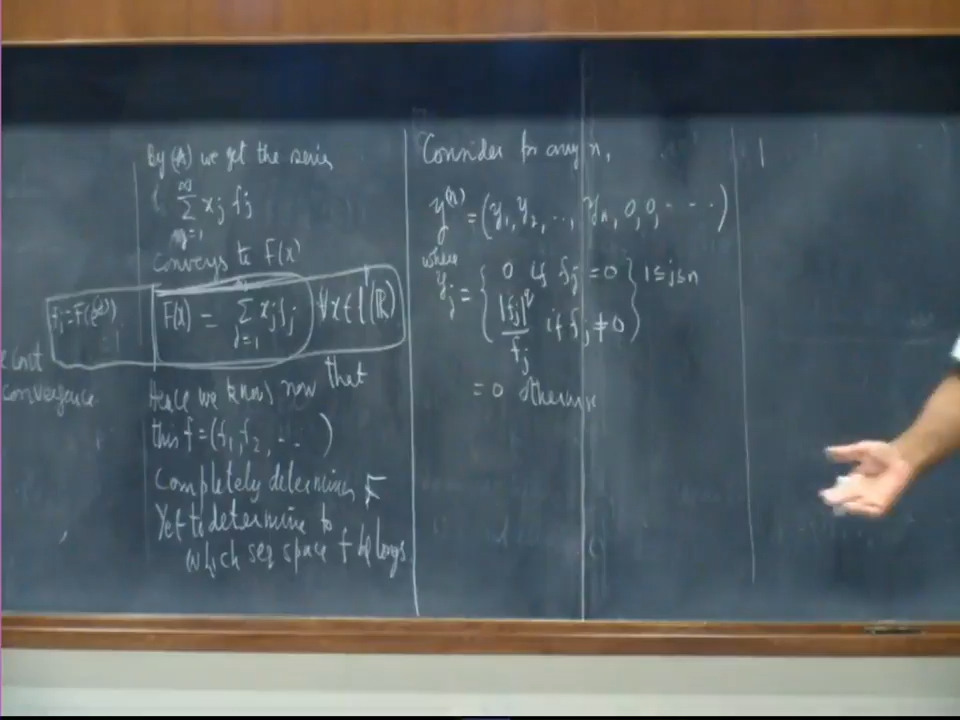 By (A) we get the series
∞ ∑ j=1 xj fj
converges to F(x)
fj = F(e(j))
F(x) = ∑ j=1 xj fj ∀x ∈ l (ℝ)
convergence
Hence we know now that
this f = (f1, f2, ... )
Completely determines F
Yet to determine to
which seq space f belongs
Consider for any n,
y(n) = (y1, y2, ..., yn, 0, 0, ...)
where
yj = { 0 if fj = 0
|fj|q / fj if fj ≠ 0 } 1 ≤ j ≤ n
= 0 otherwise